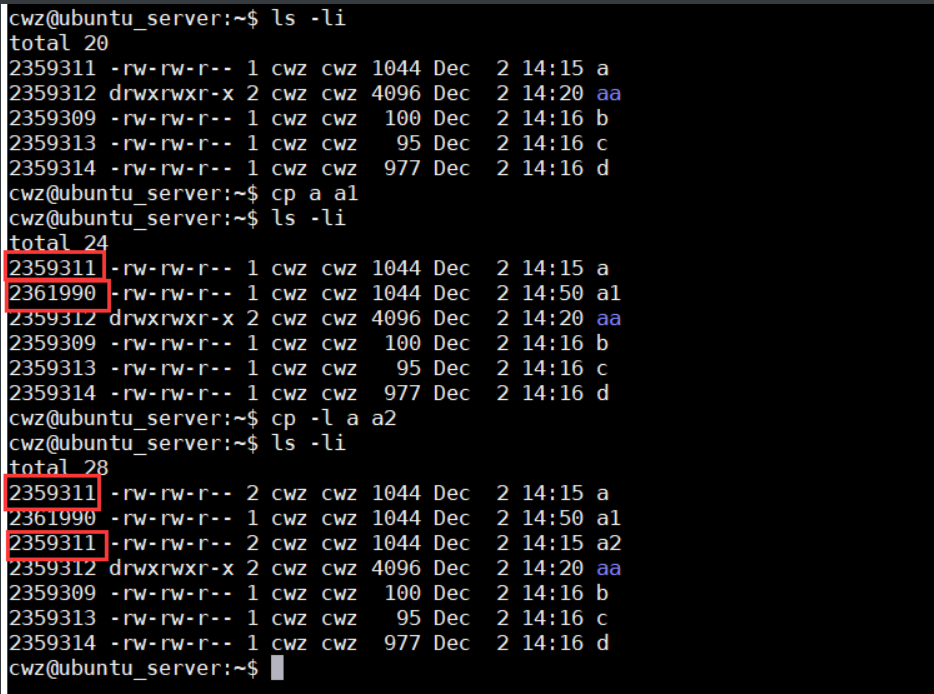 cwz@ubuntu_server:~$ ls -li
total 20
2359311 -rw-rw-r-- 1 cwz cwz 1044 Dec  2 14:15 a
2359312 drwxrwxr-x 2 cwz cwz 4096 Dec  2 14:20 aa
2359309 -rw-rw-r-- 1 cwz cwz  100 Dec  2 14:16 b
2359313 -rw-rw-r-- 1 cwz cwz   95 Dec  2 14:16 c
2359314 -rw-rw-r-- 1 cwz cwz  977 Dec  2 14:16 d
cwz@ubuntu_server:~$ cp a a1
cwz@ubuntu_server:~$ ls -li
total 24
2359311 -rw-rw-r-- 1 cwz cwz 1044 Dec  2 14:15 a
2361990 -rw-rw-r-- 1 cwz cwz 1044 Dec  2 14:50 a1
2359312 drwxrwxr-x 2 cwz cwz 4096 Dec  2 14:20 aa
2359309 -rw-rw-r-- 1 cwz cwz  100 Dec  2 14:16 b
2359313 -rw-rw-r-- 1 cwz cwz   95 Dec  2 14:16 c
2359314 -rw-rw-r-- 1 cwz cwz  977 Dec  2 14:16 d
cwz@ubuntu_server:~$ cp -l a a2
cwz@ubuntu_server:~$ ls -li
total 28
2359311 -rw-rw-r-- 2 cwz cwz 1044 Dec  2 14:15 a
2361990 -rw-rw-r-- 1 cwz cwz 1044 Dec  2 14:50 a1
2359311 -rw-rw-r-- 2 cwz cwz 1044 Dec  2 14:15 a2
2359312 drwxrwxr-x 2 cwz cwz 4096 Dec  2 14:20 aa
2359309 -rw-rw-r-- 1 cwz cwz  100 Dec  2 14:16 b
2359313 -rw-rw-r-- 1 cwz cwz   95 Dec  2 14:16 c
2359314 -rw-rw-r-- 1 cwz cwz  977 Dec  2 14:16 d
cwz@ubuntu_server:~$